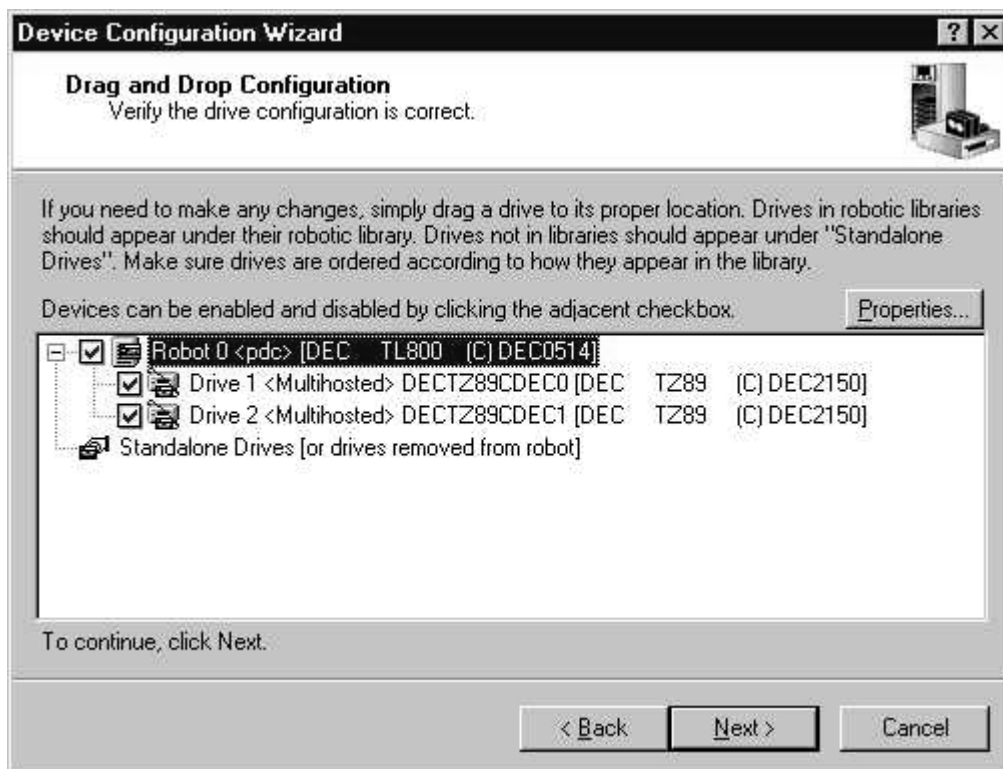 Device Configuration Wizard
Drag and Drop Configuration
Verify the drive configuration is correct.
If you need to make any changes, simply drag a drive to its proper location. Drives in robotic libraries
should appear under their robotic library. Drives not in libraries should appear under "Standalone
Drives". Make sure drives are ordered according to how they appear in the library.
Devices can be enabled and disabled by clicking the adjacent checkbox.
Properties...
Robot 0 <pdc> [DEC TL800 (C) DEC0514]
Drive 1 <Multihosted> DECTZ89CDEC0 [DEC TZ89 (C) DEC2150]
Drive 2 <Multihosted> DECTZ89CDEC1 [DEC TZ89 (C) DEC2150]
Standalone Drives [or drives removed from robot]
To continue, click Next.
< Back
Next >
Cancel